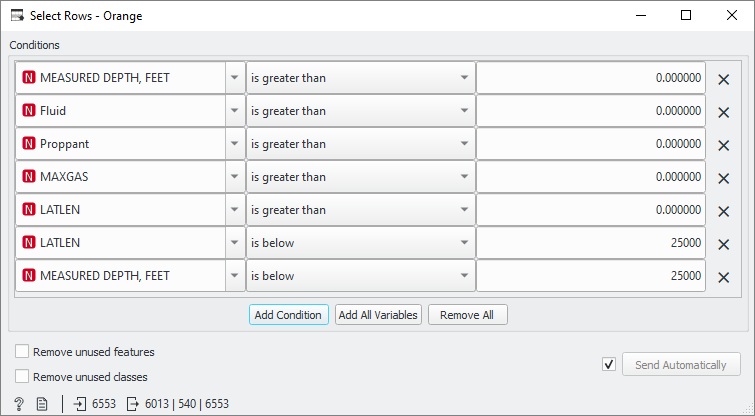 Select Rows - Orange
Conditions
N MEASURED DEPTH, FEET is greater than 0.000000
N Fluid is greater than 0.000000
N Proppant is greater than 0.000000
N MAXGAS is greater than 0.000000
N LATLEN is greater than 0.000000
N LATLEN is below 25000
N MEASURED DEPTH, FEET is below 25000
Add Condition Add All Variables Remove All
Remove unused features
Send Automatically
Remove unused classes
? 6553 6013 | 540 | 6553